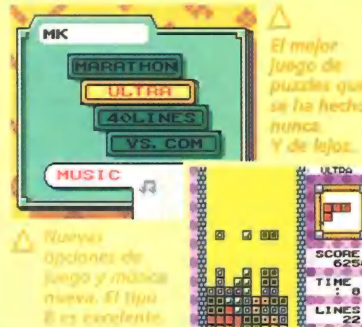 MK
MARATHON
ULTRA
40LINES
VS. COM
MUSIC
El mejor
juego de
puzzles que
se ha hecho
nunca.
Y de lejos.
Nuevas
opciones de
juego y música
nueva. El tipo
B es excelente.
ULTRA
SCORE
625
TIME
LINES
22